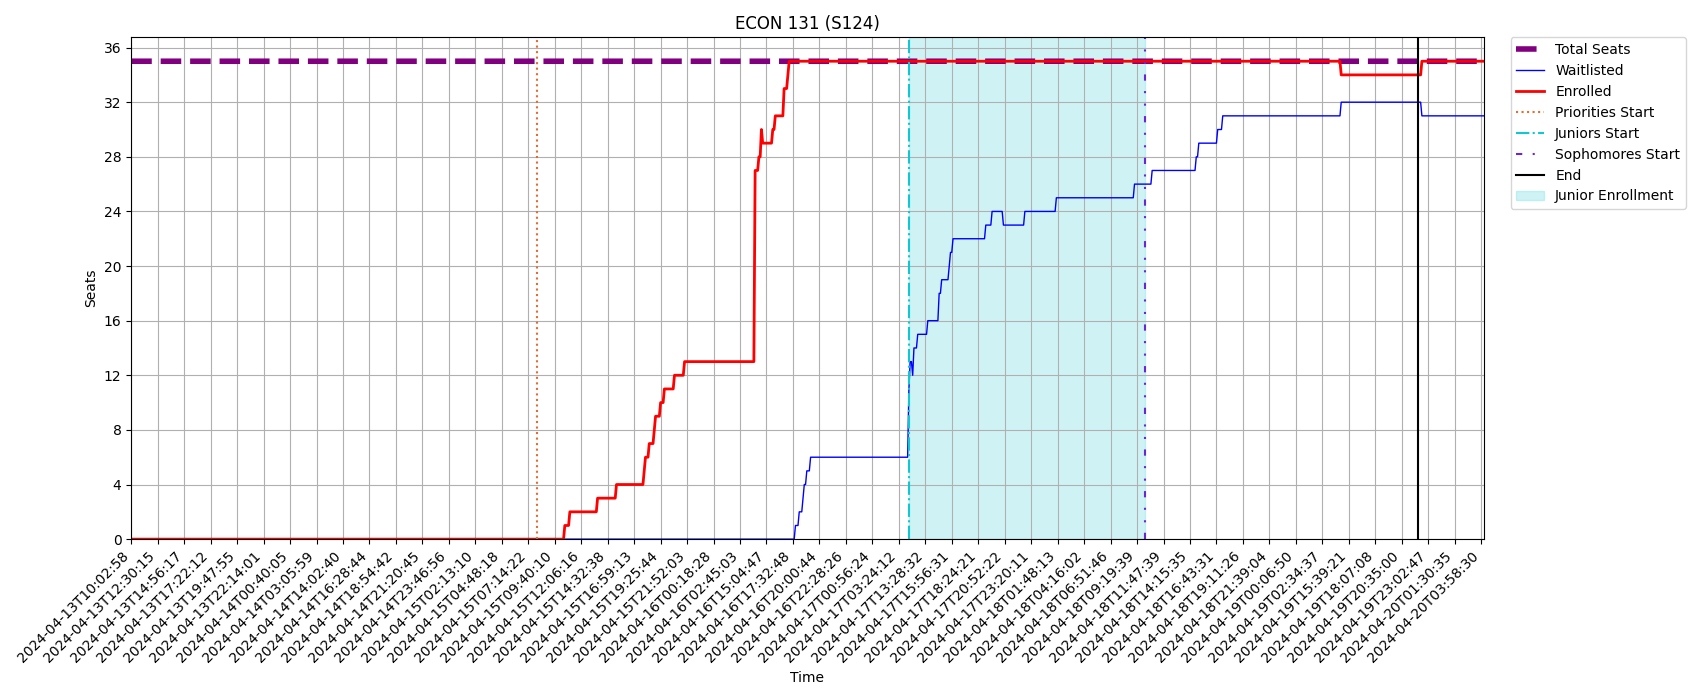 ECON 131 (S124)
36
32
28
24
20
16
12
8
4
0
Seats
Total Seats
Waitlisted
Enrolled
Priorities Start
Juniors Start
Sophomores Start
End
Junior Enrollment
2024-04-13T10:02:58
2024-04-13T12:30:15
2024-04-13T14:56:17
2024-04-13T17:22:12
2024-04-13T19:47:55
2024-04-13T22:14:01
2024-04-14T00:40:05
2024-04-14T03:05:59
2024-04-14T14:02:40
2024-04-14T16:28:44
2024-04-14T18:54:42
2024-04-14T21:20:45
2024-04-14T23:46:56
2024-04-15T02:13:10
2024-04-15T04:48:18
2024-04-15T07:14:22
2024-04-15T09:40:10
2024-04-15T12:06:16
2024-04-15T14:32:38
2024-04-15T16:59:13
2024-04-15T19:25:44
2024-04-15T21:52:03
2024-04-16T00:18:28
2024-04-16T02:45:03
2024-04-16T15:04:47
2024-04-16T17:32:48
2024-04-16T20:00:44
2024-04-16T22:28:26
2024-04-17T00:56:24
2024-04-17T03:24:12
2024-04-17T13:28:32
2024-04-17T15:56:31
2024-04-17T18:24:21
2024-04-17T20:52:22
2024-04-17T23:20:11
2024-04-18T01:48:13
2024-04-18T04:16:02
2024-04-18T06:51:46
2024-04-18T09:19:39
2024-04-18T11:47:39
2024-04-18T14:15:35
2024-04-18T16:43:31
2024-04-18T19:11:26
2024-04-18T21:39:04
2024-04-19T00:06:50
2024-04-19T02:34:37
2024-04-19T15:39:21
2024-04-19T18:07:08
2024-04-19T20:35:00
2024-04-19T23:02:47
2024-04-20T01:30:35
2024-04-20T03:58:30
Time